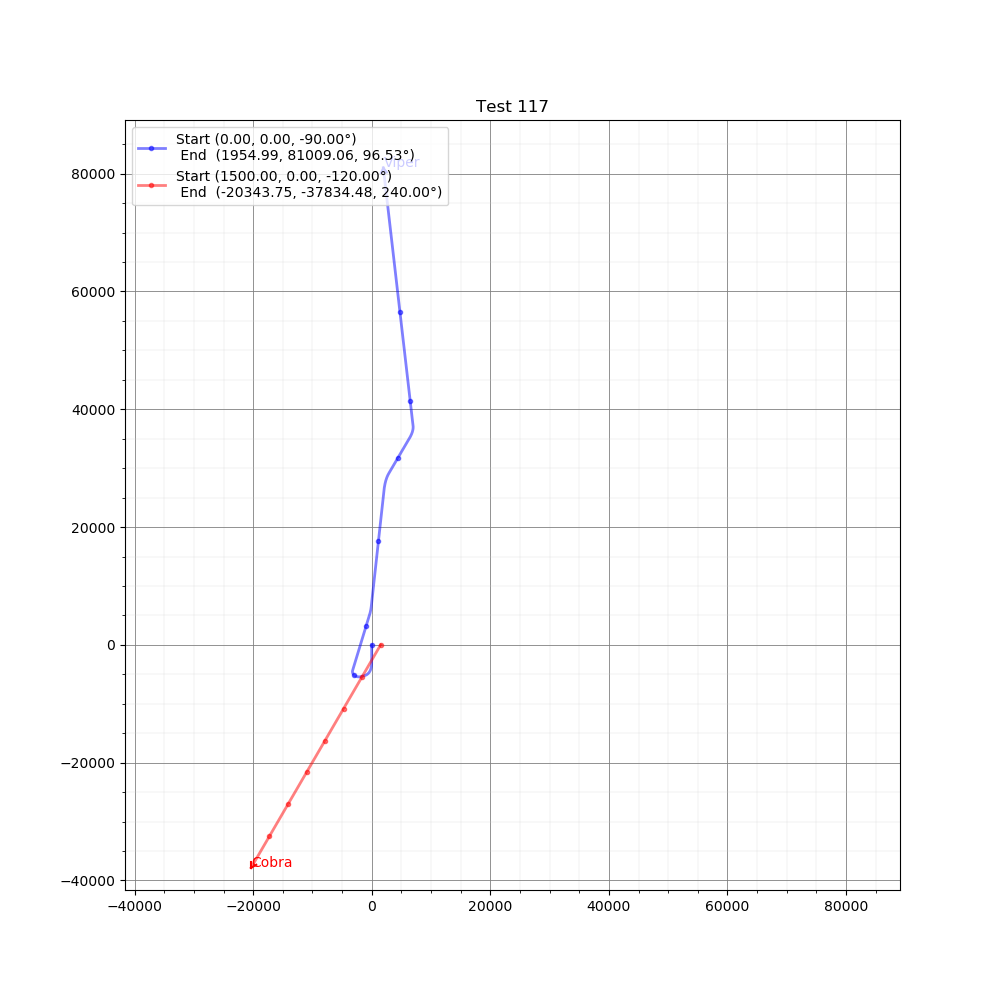 Test 117
Start (0.00, 0.00, -90.00°)
End  (1954.99, 81009.06, 96.53°)
Start (1500.00, 0.00, -120.00°)
End  (-20343.75, -37834.48, 240.00°)
Viper
80000
60000
40000
20000
0
−20000
−40000
Cobra
−40000 −20000 0 20000 40000 60000 80000